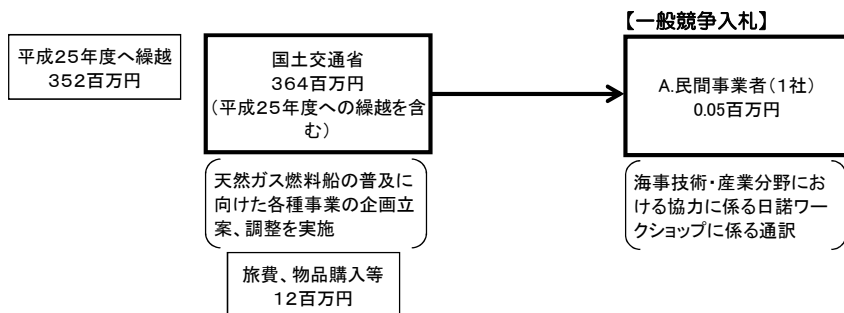 【一般競争入札】
平成25年度へ繰越
352百万円
国土交通省
364百万円
(平成25年度への繰越を含
む)
A.民間事業者(1社)
0.05百万円
天然ガス燃料船の普及に
向けた各種事業の企画立
案、調整を実施
海事技術・産業分野にお
ける協力に係る日諾ワー
クショップに係る通訳
旅費、物品購入等
12百万円